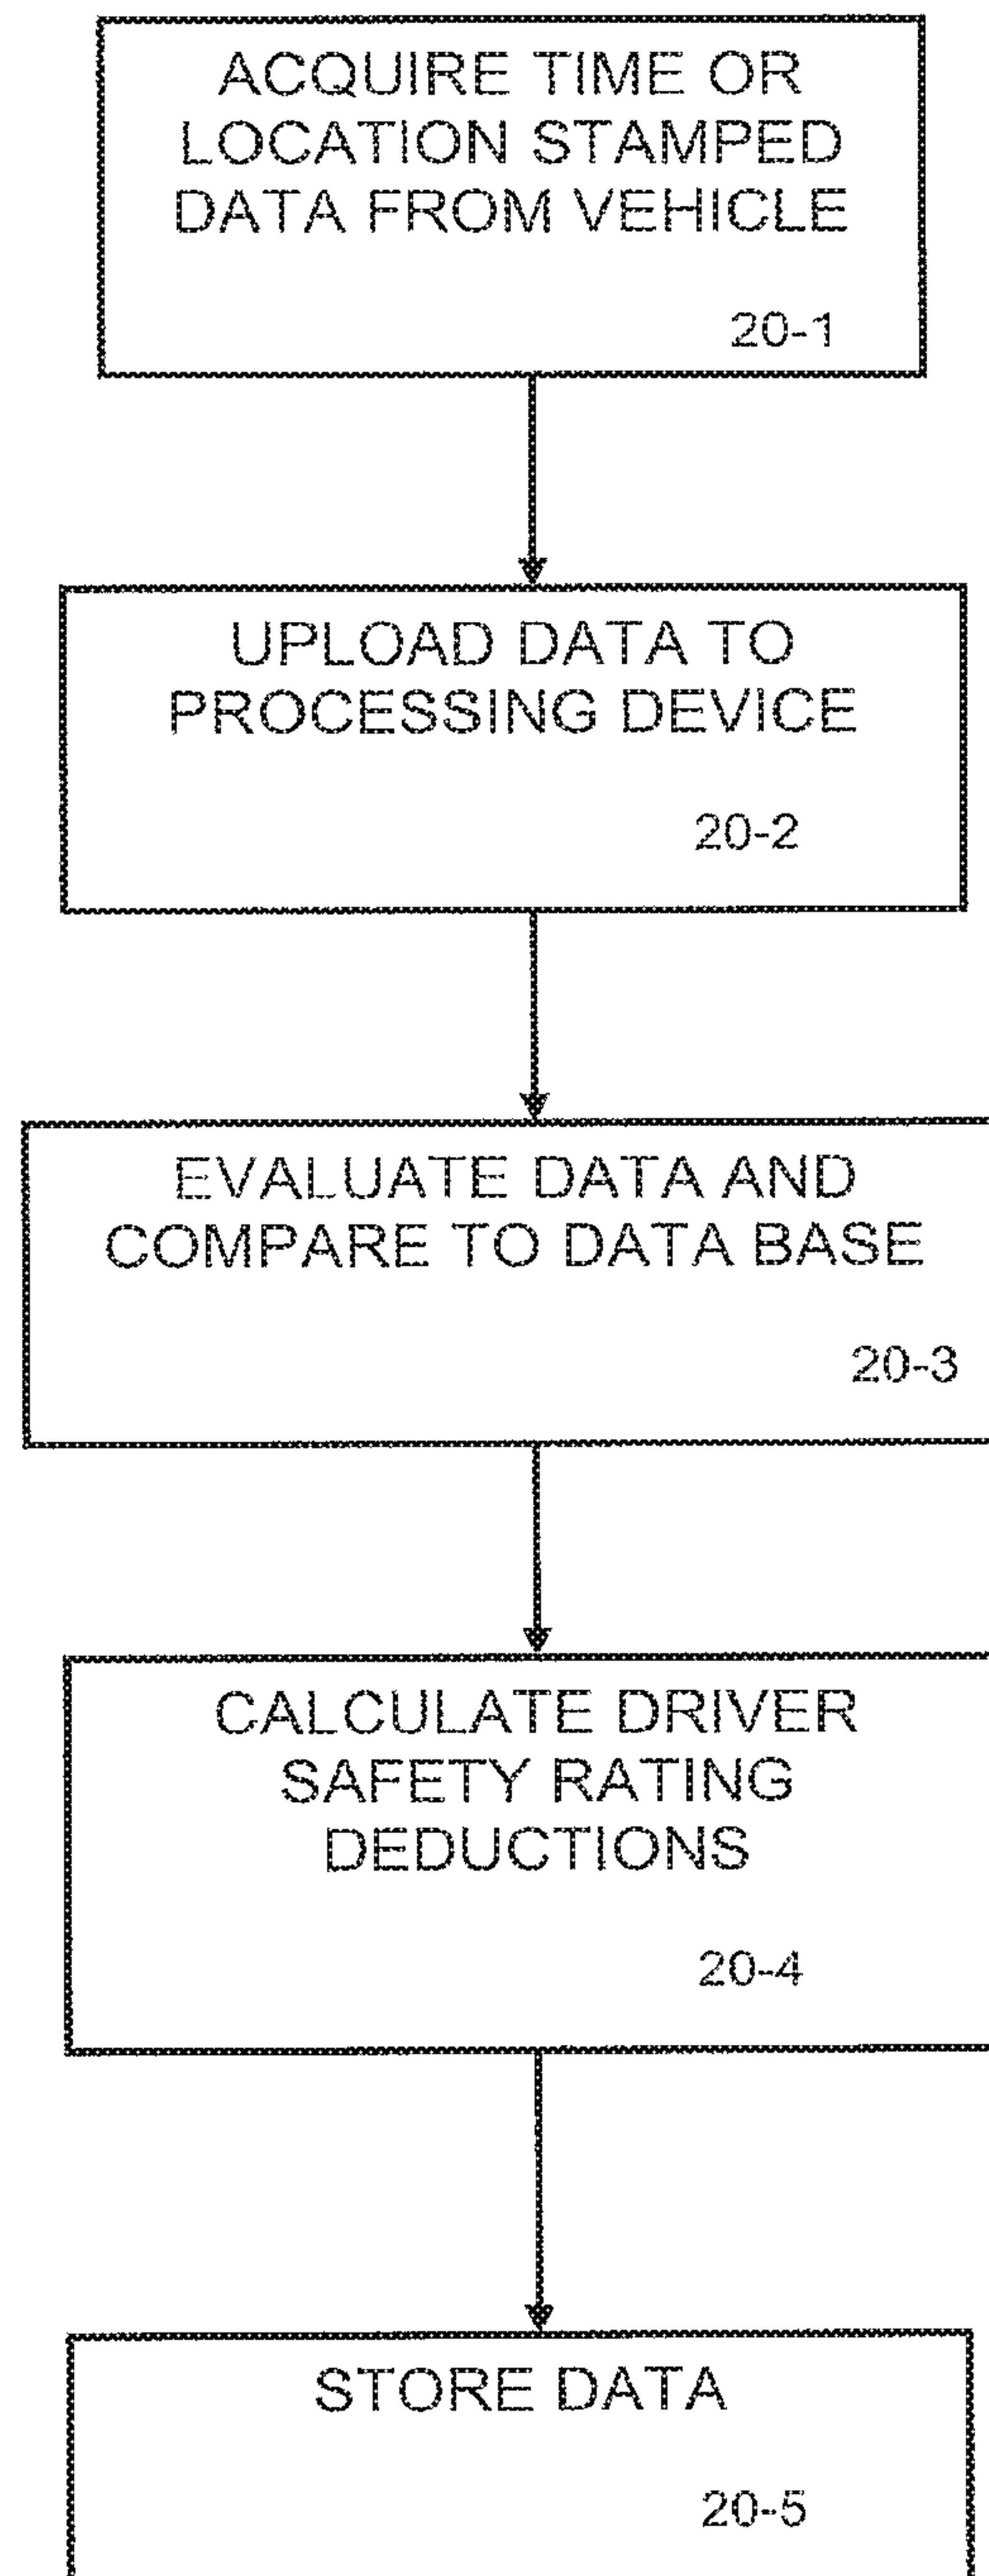 ACQUIRE TIME OR
LOCATION STAMPED
DATA FROM VEHICLE
20-1
UPLOAD DATA TO
PROCESSING DEVICE
20-2
EVALUATE DATA AND
COMPARE TO DATA BASE
20-3
CALCULATE DRIVER
SAFETY RATING
DEDUCTIONS
20-4
STORE DATA
20-5